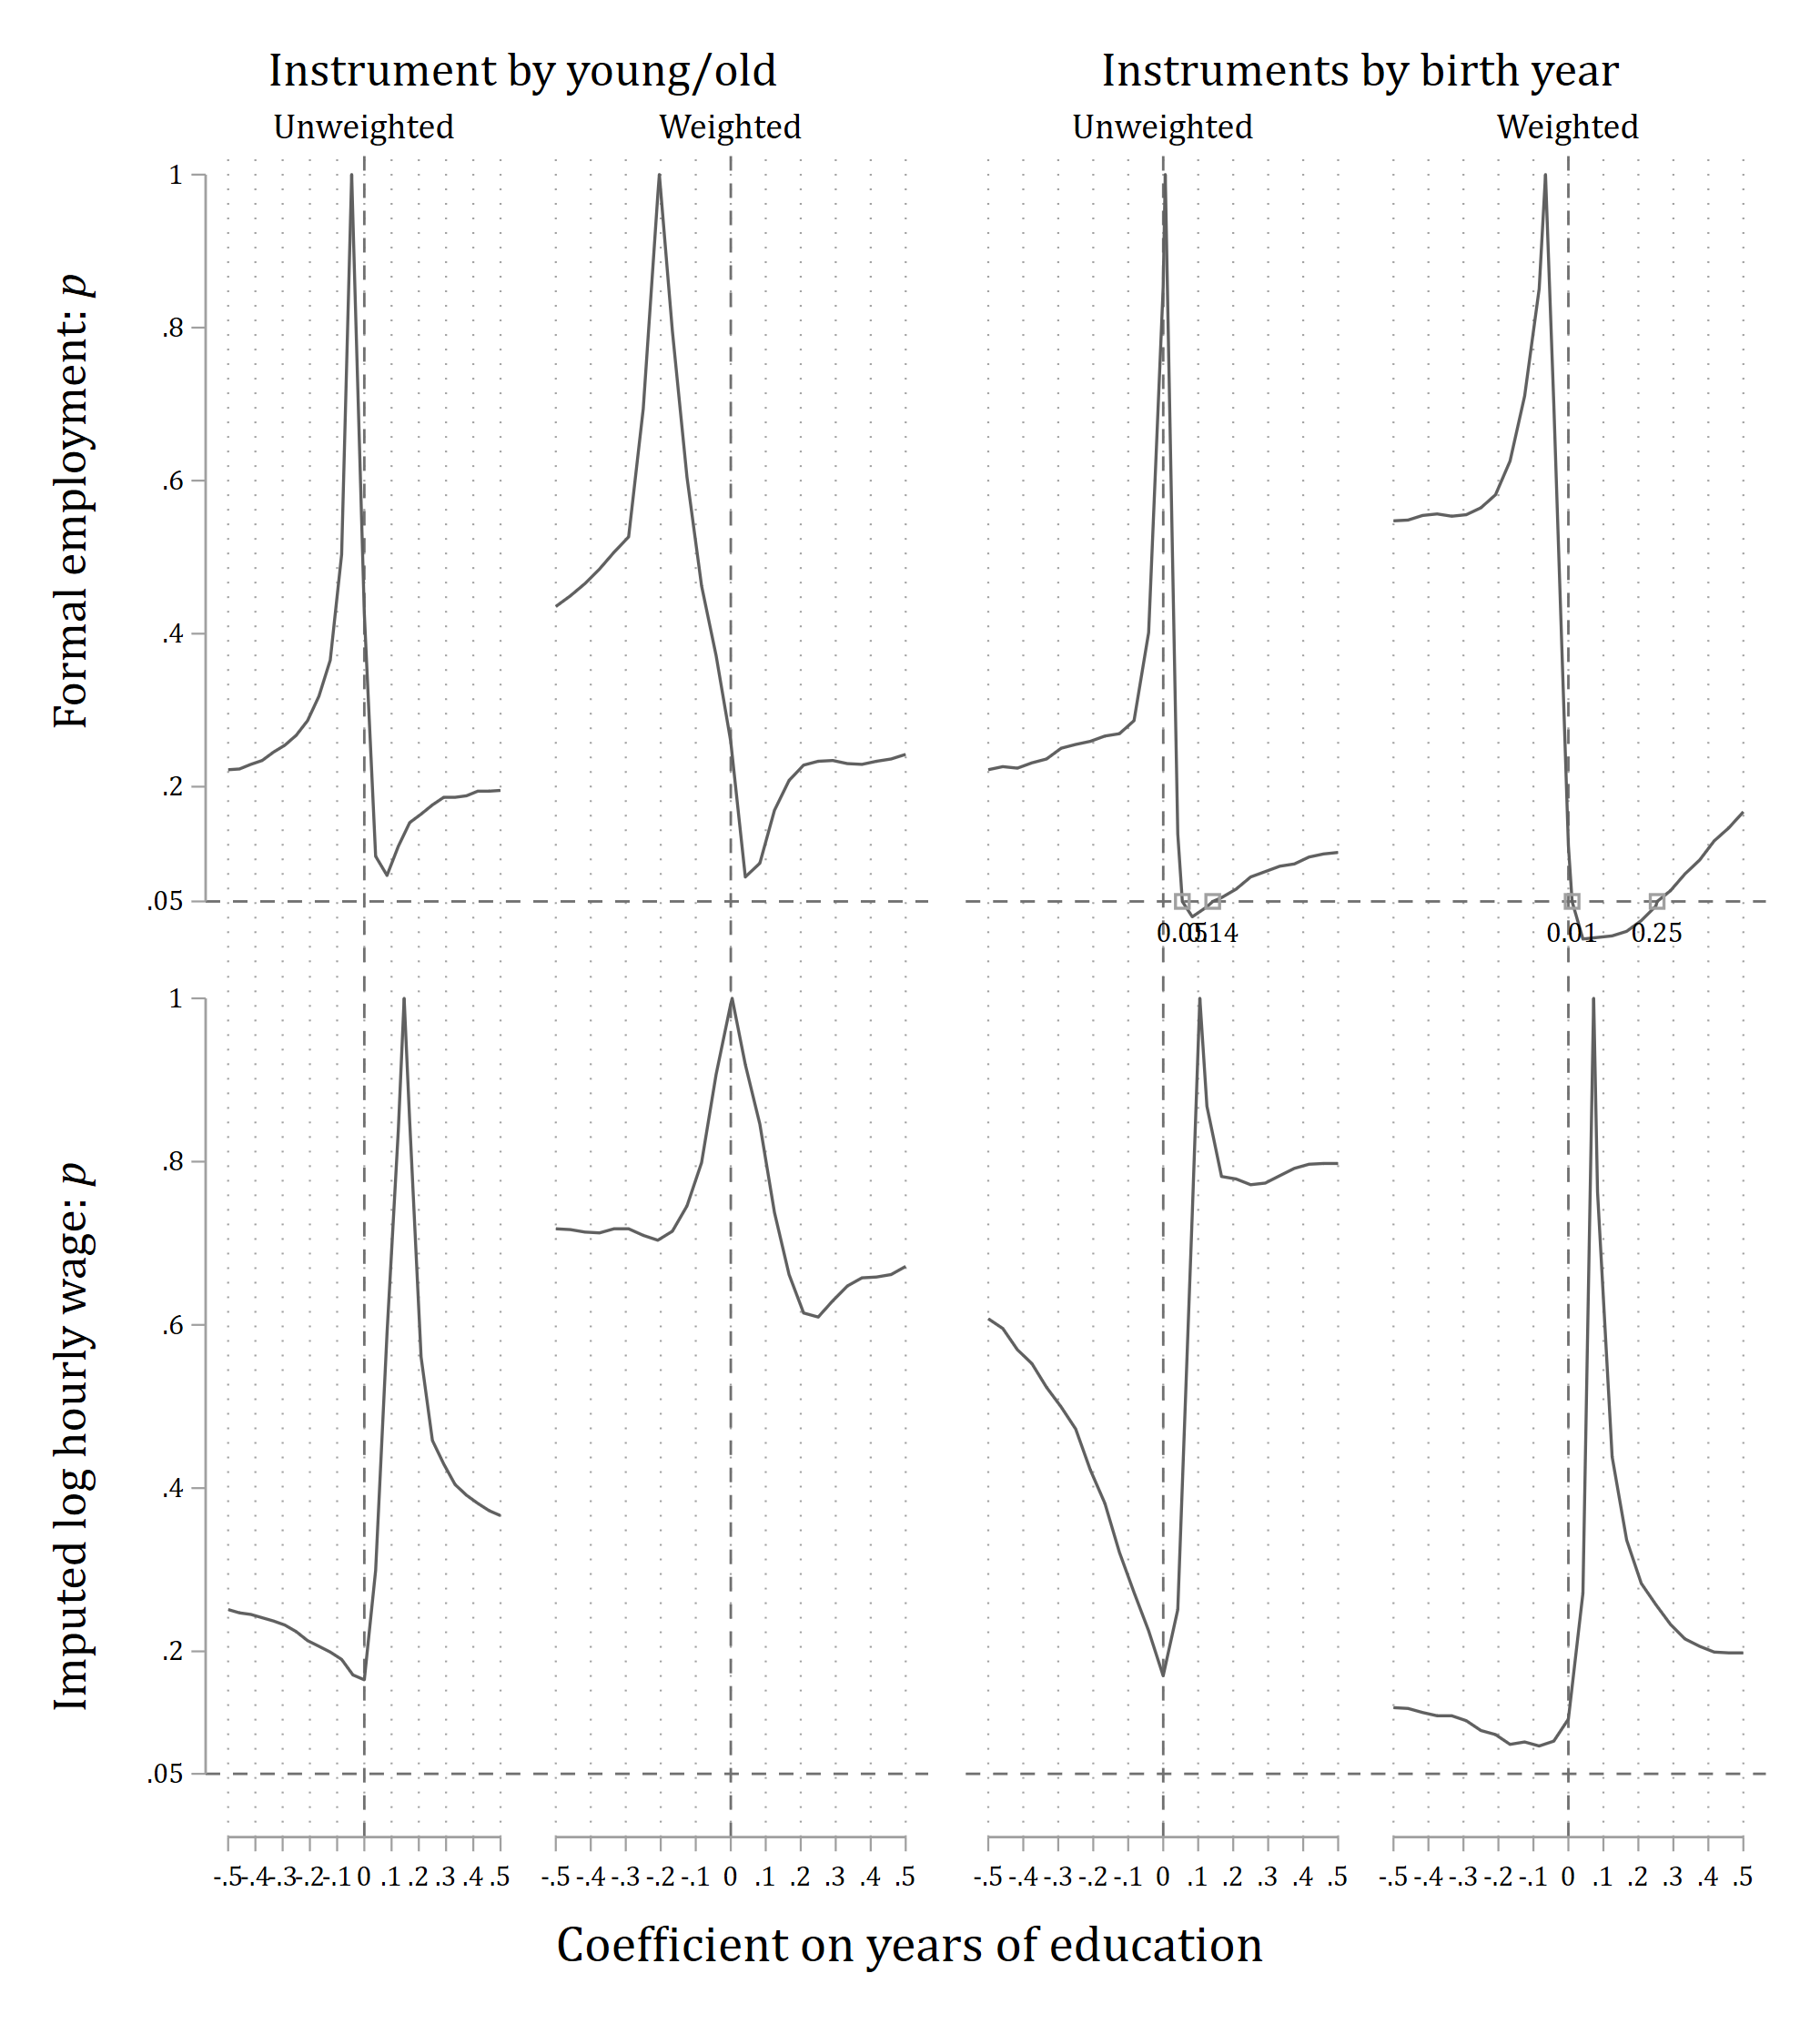 Instrument by young/old
Instruments by birth year
Unweighted
Weighted
Unweighted
Weighted
Formal employment: p
1
.8
.6
.4
.2
.05
0.05
0.14
0.01
0.25
Imputed log hourly wage: p
1
.8
.6
.4
.2
.05
-.5 -.4 -.3 -.2 -.1 0 .1 .2 .3 .4 .5
-.5 -.4 -.3 -.2 -.1 0 .1 .2 .3 .4 .5
-.5 -.4 -.3 -.2 -.1 0 .1 .2 .3 .4 .5
-.5 -.4 -.3 -.2 -.1 0 .1 .2 .3 .4 .5
Coefficient on years of education